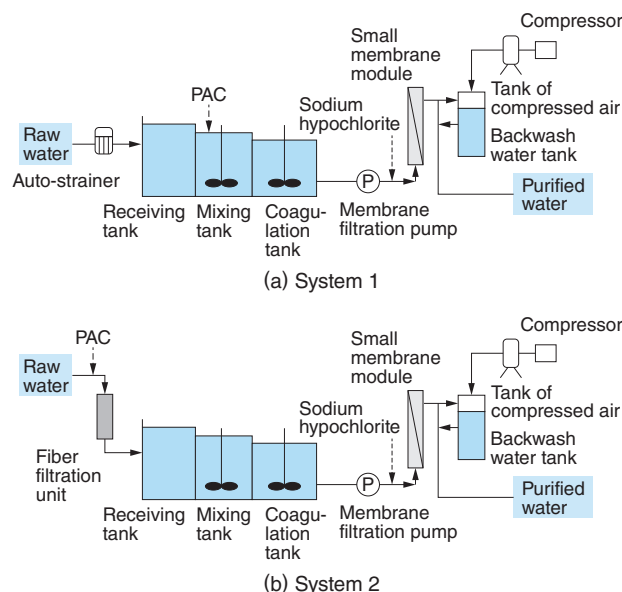 Compressor
Small
membrane
module
PAC
Sodium
hypochlorite
Tank of
compressed air
Raw
water
Backwash
water tank
Auto-strainer
P
Purified
water
Receiving
tank
Mixing
tank
Coagu-
lation
tank
Membrane
filtration pump
(a) System 1
PAC
Compressor
Small
membrane
module
Raw
water
Sodium
hypochlorite
Tank of
compressed air
Backwash
water tank
Fiber
filtration
unit
P
Purified
water
Receiving
tank
Mixing
tank
Coagu-
lation
tank
Membrane
filtration pump
(b) System 2